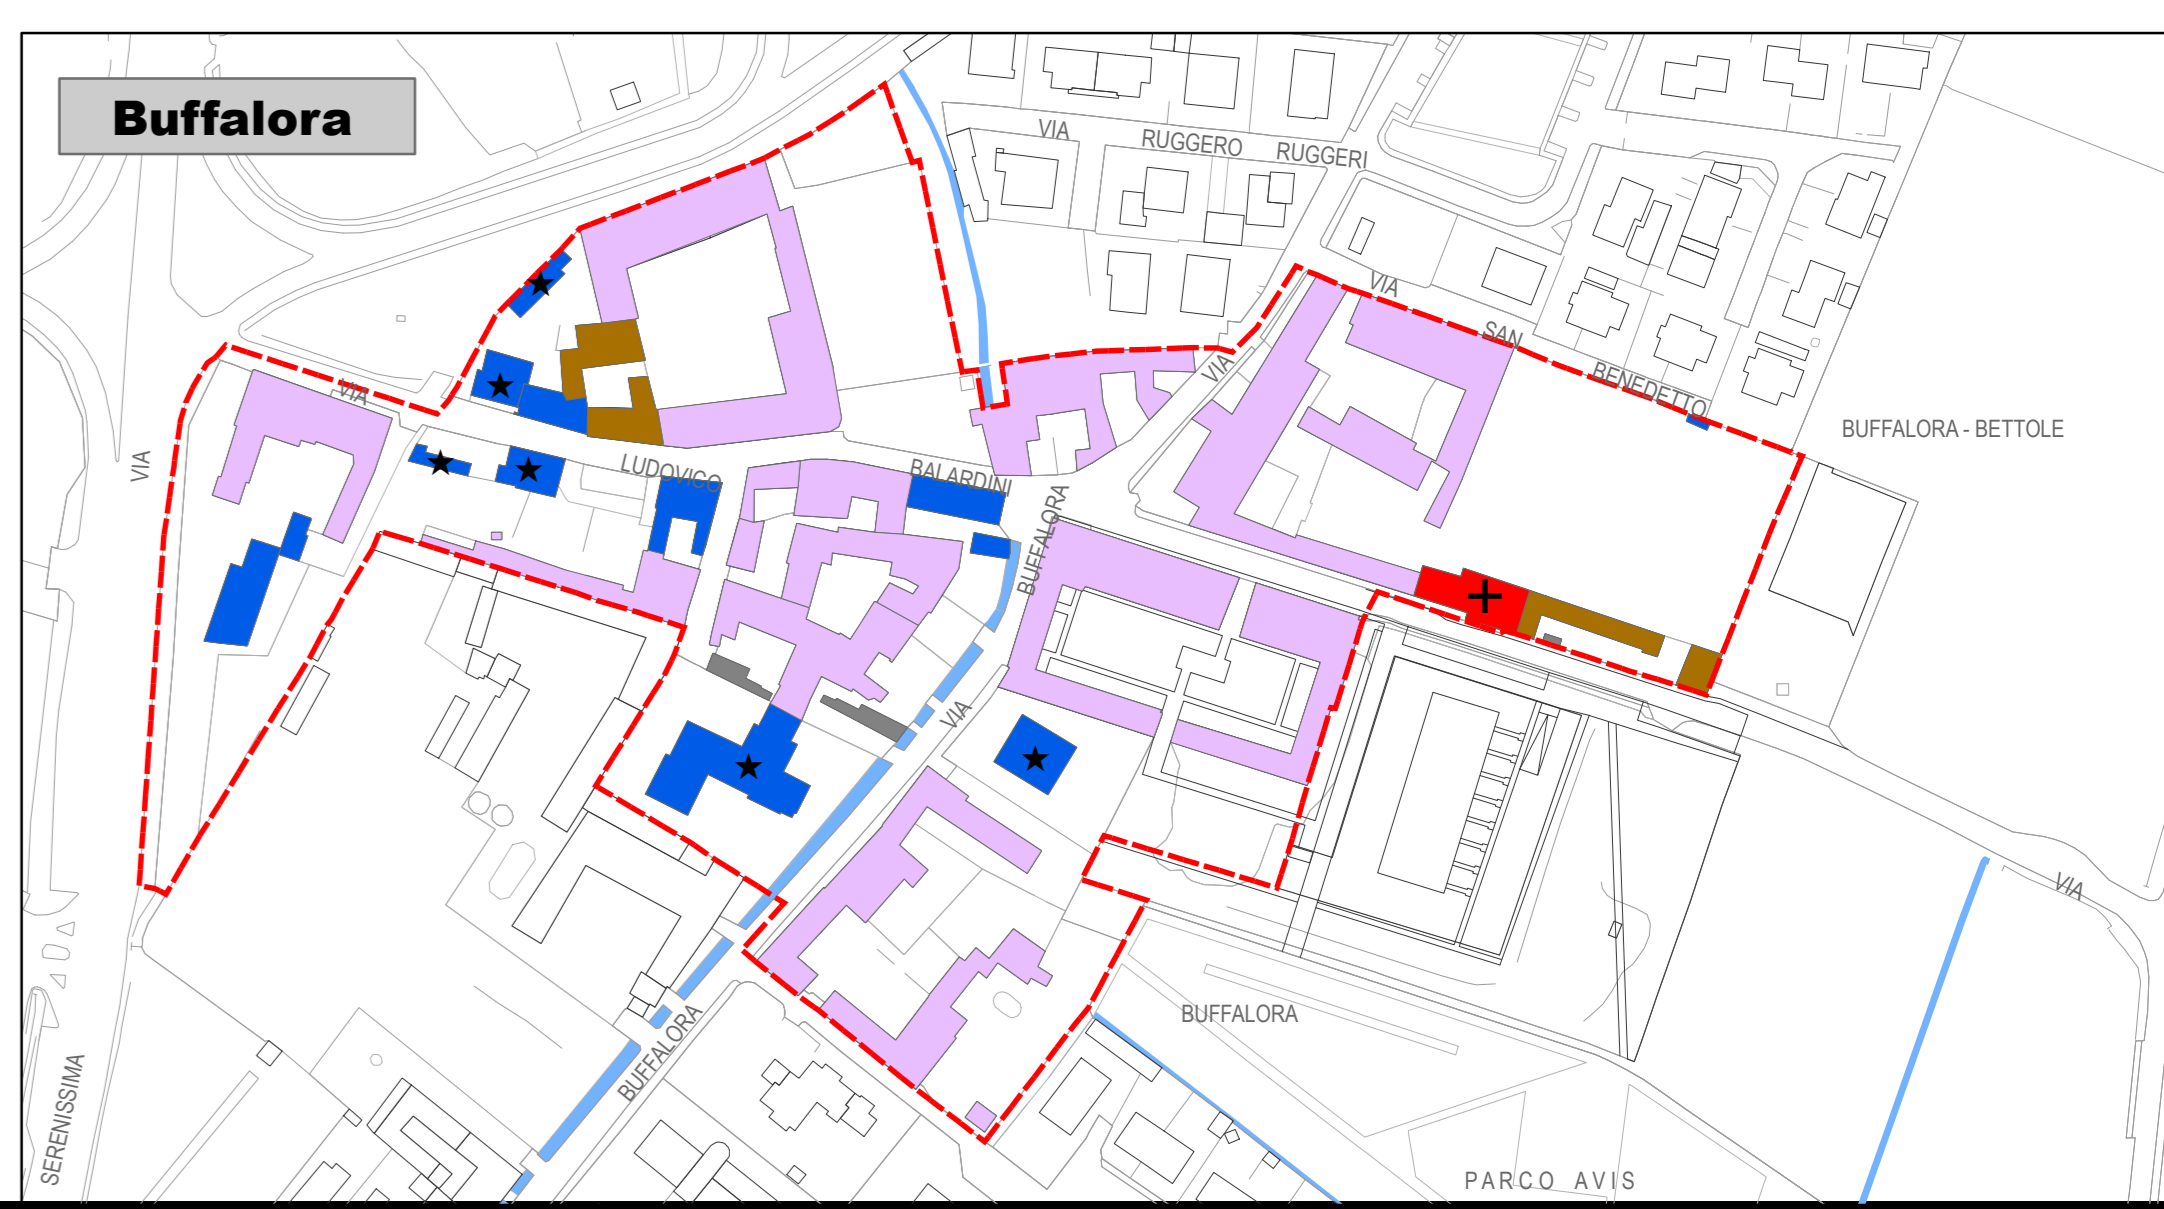 Buffalora
VIA
RUGGERO
RUGGERI
VIA
SAN
BENEDETTO
VIA
VIA
BUFFALORA - BETTOLE
VIA
LUDOVICO
BALARDINI
BUFFALORA
VIA
VIA
BUFFALORA
BUFFALORA
SERENISSIMA
PARCO AVIS